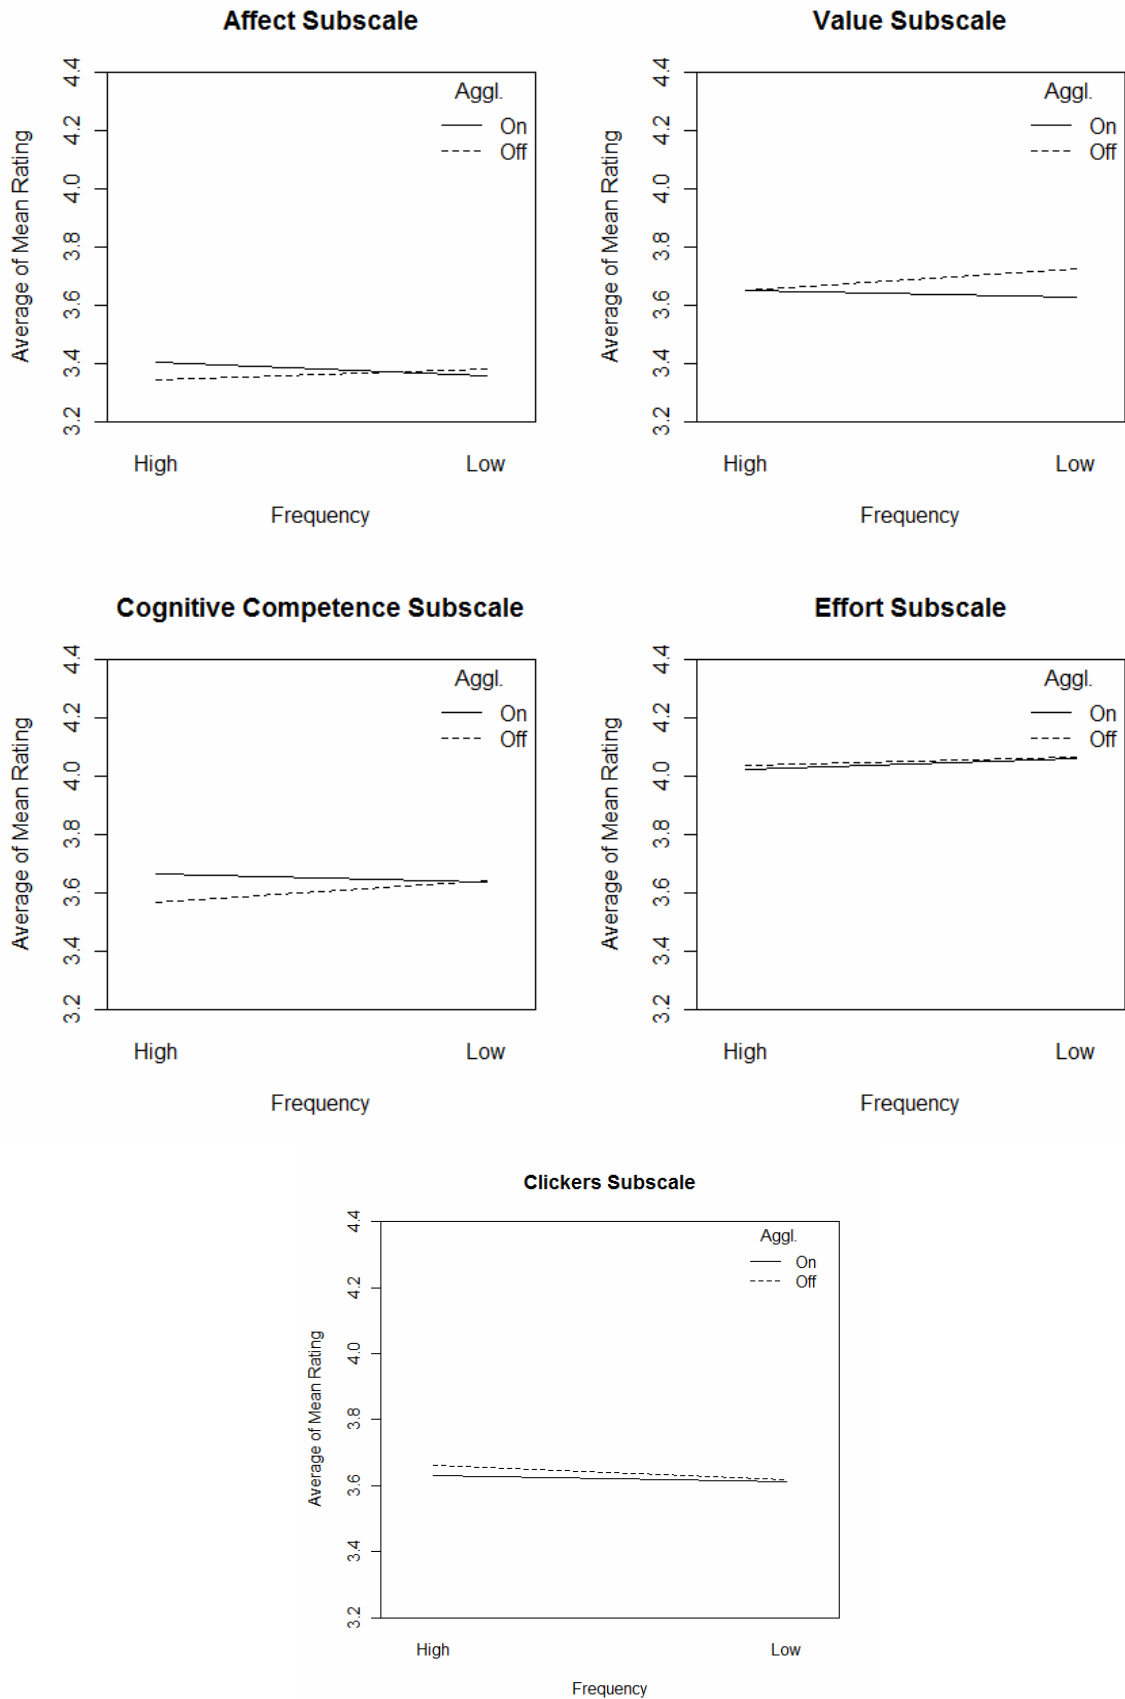 Affect Subscale
Average of Mean Rating
4.4
4.2
4.0
3.8
3.6
3.4
3.2
Aggl.
On
Off
High Low
Frequency
Value Subscale
Average of Mean Rating
4.4
4.2
4.0
3.8
3.6
3.4
3.2
Aggl.
On
Off
High Low
Frequency
Cognitive Competence Subscale
Average of Mean Rating
4.4
4.2
4.0
3.8
3.6
3.4
3.2
Aggl.
On
Off
High Low
Frequency
Effort Subscale
Average of Mean Rating
4.4
4.2
4.0
3.8
3.6
3.4
3.2
Aggl.
On
Off
High Low
Frequency
Clickers Subscale
Average of Mean Rating
4.4
4.2
4.0
3.8
3.6
3.4
3.2
Aggl.
On
Off
High Low
Frequency